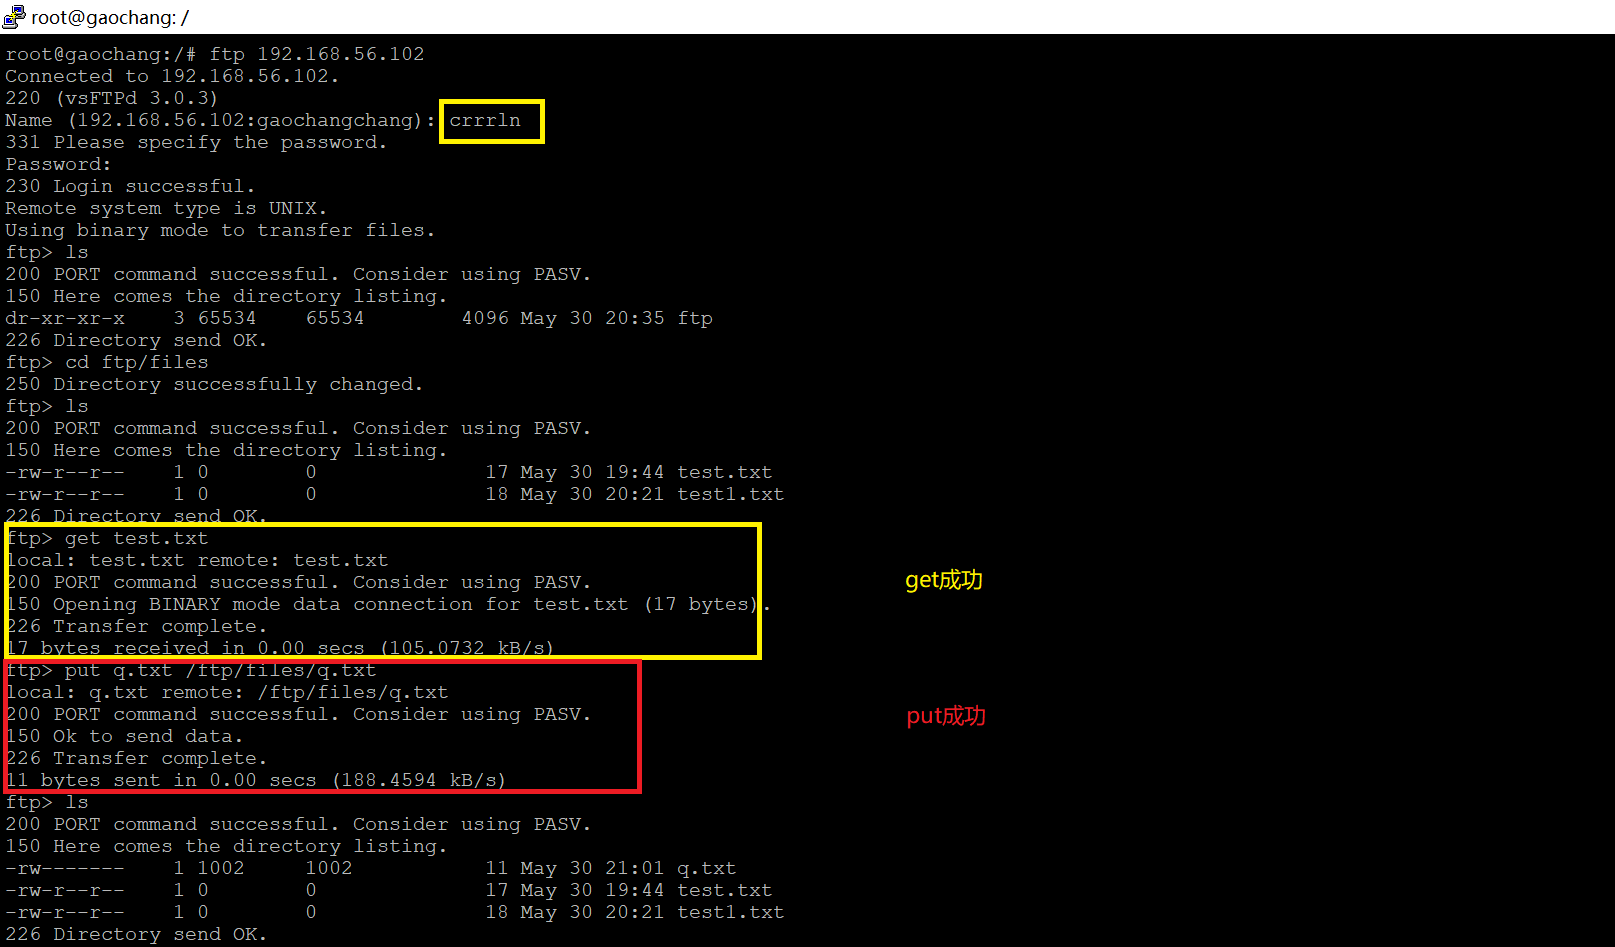 root@gaochang: /
root@gaochang:/# ftp 192.168.56.102
Connected to 192.168.56.102.
220 (vsFTPd 3.0.3)
Name (192.168.56.102:gaochangchang): crrrln
331 Please specify the password.
Password:
230 Login successful.
Remote system type is UNIX.
Using binary mode to transfer files.
ftp> ls
200 PORT command successful. Consider using PASV.
150 Here comes the directory listing.
dr-xr-xr-x    3 65534    65534        4096 May 30 20:35 ftp
226 Directory send OK.
ftp> cd ftp/files
250 Directory successfully changed.
ftp> ls
200 PORT command successful. Consider using PASV.
150 Here comes the directory listing.
-rw-r--r--    1 0        0              17 May 30 19:44 test.txt
-rw-r--r--    1 0        0              18 May 30 20:21 test1.txt
226 Directory send OK.
ftp> get test.txt
local: test.txt remote: test.txt
200 PORT command successful. Consider using PASV.
get成功
150 Opening BINARY mode data connection for test.txt (17 bytes).
226 Transfer complete.
17 bytes received in 0.00 secs (105.0732 kB/s)
ftp> put q.txt /ftp/files/q.txt
local: q.txt remote: /ftp/files/q.txt
200 PORT command successful. Consider using PASV.
put成功
150 Ok to send data.
226 Transfer complete.
11 bytes sent in 0.00 secs (188.4594 kB/s)
ftp> ls
200 PORT command successful. Consider using PASV.
150 Here comes the directory listing.
-rw-------    1 1002     1002           11 May 30 21:01 q.txt
-rw-r--r--    1 0        0              17 May 30 19:44 test.txt
-rw-r--r--    1 0        0              18 May 30 20:21 test1.txt
226 Directory send OK.